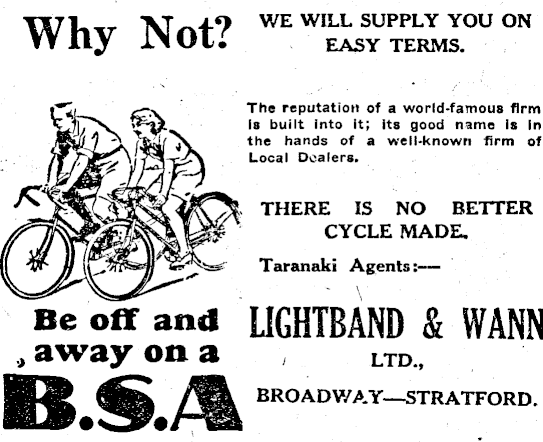 Why Not?
WE WILL SUPPLY YOU ON
EASY TERMS.
The reputation of a world-famous firm
is built into it; its good name is in
the hands of a well-known firm of
Local Dealers.
THERE IS NO BETTER
CYCLE MADE.
Taranaki Agents:—
Be off and
away on a
B.S.A
LIGHTBAND & WANN
LTD.,
BROADWAY—STRATFORD.